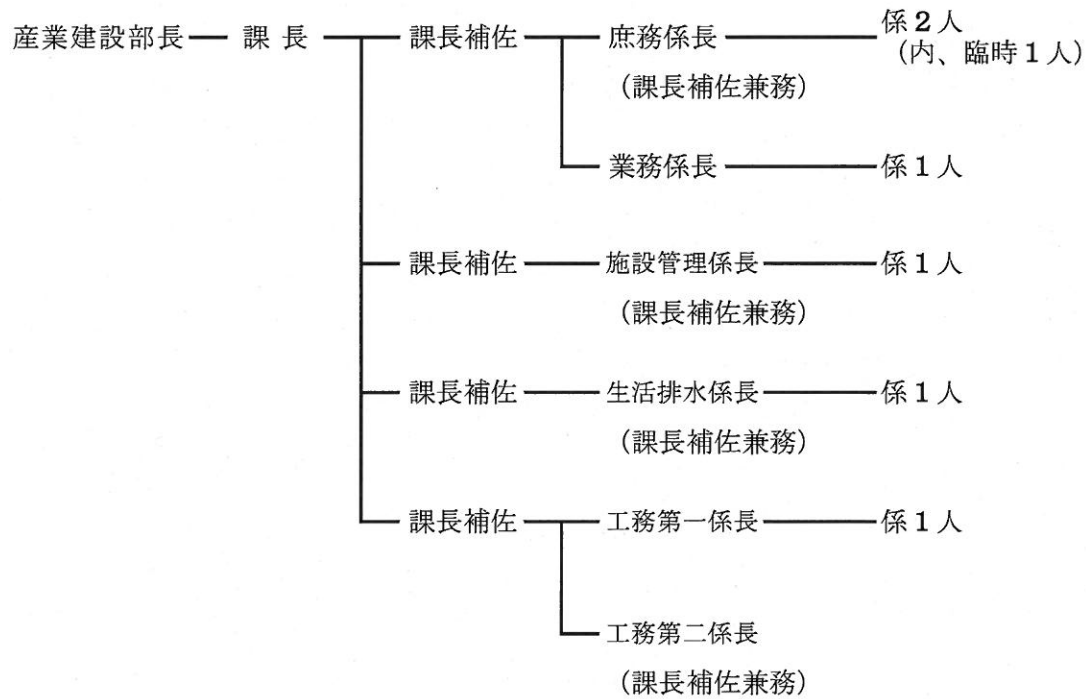 産業建設部長 課 長 課長補佐 庶務係長 係2人
(内、臨時1人)
(課長補佐兼務)
業務係長 係1人
課長補佐 施設管理係長 係1人
(課長補佐兼務)
課長補佐 生活排水係長 係1人
(課長補佐兼務)
課長補佐 工務第一係長 係1人
工務第二係長
(課長補佐兼務)